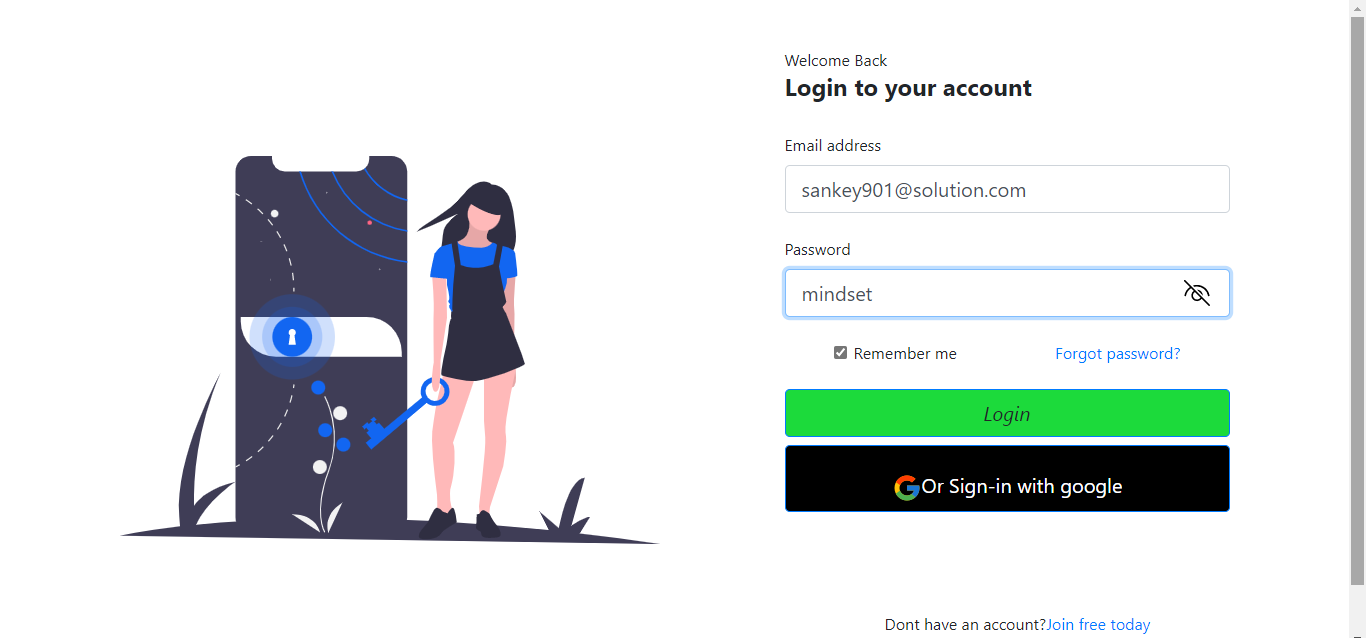 Welcome Back
Login to your account
Email address
sankey901@solution.com
Password
mindset
Remember me
Forgot password?
Login
Or Sign-in with google
Dont have an account?Join free today